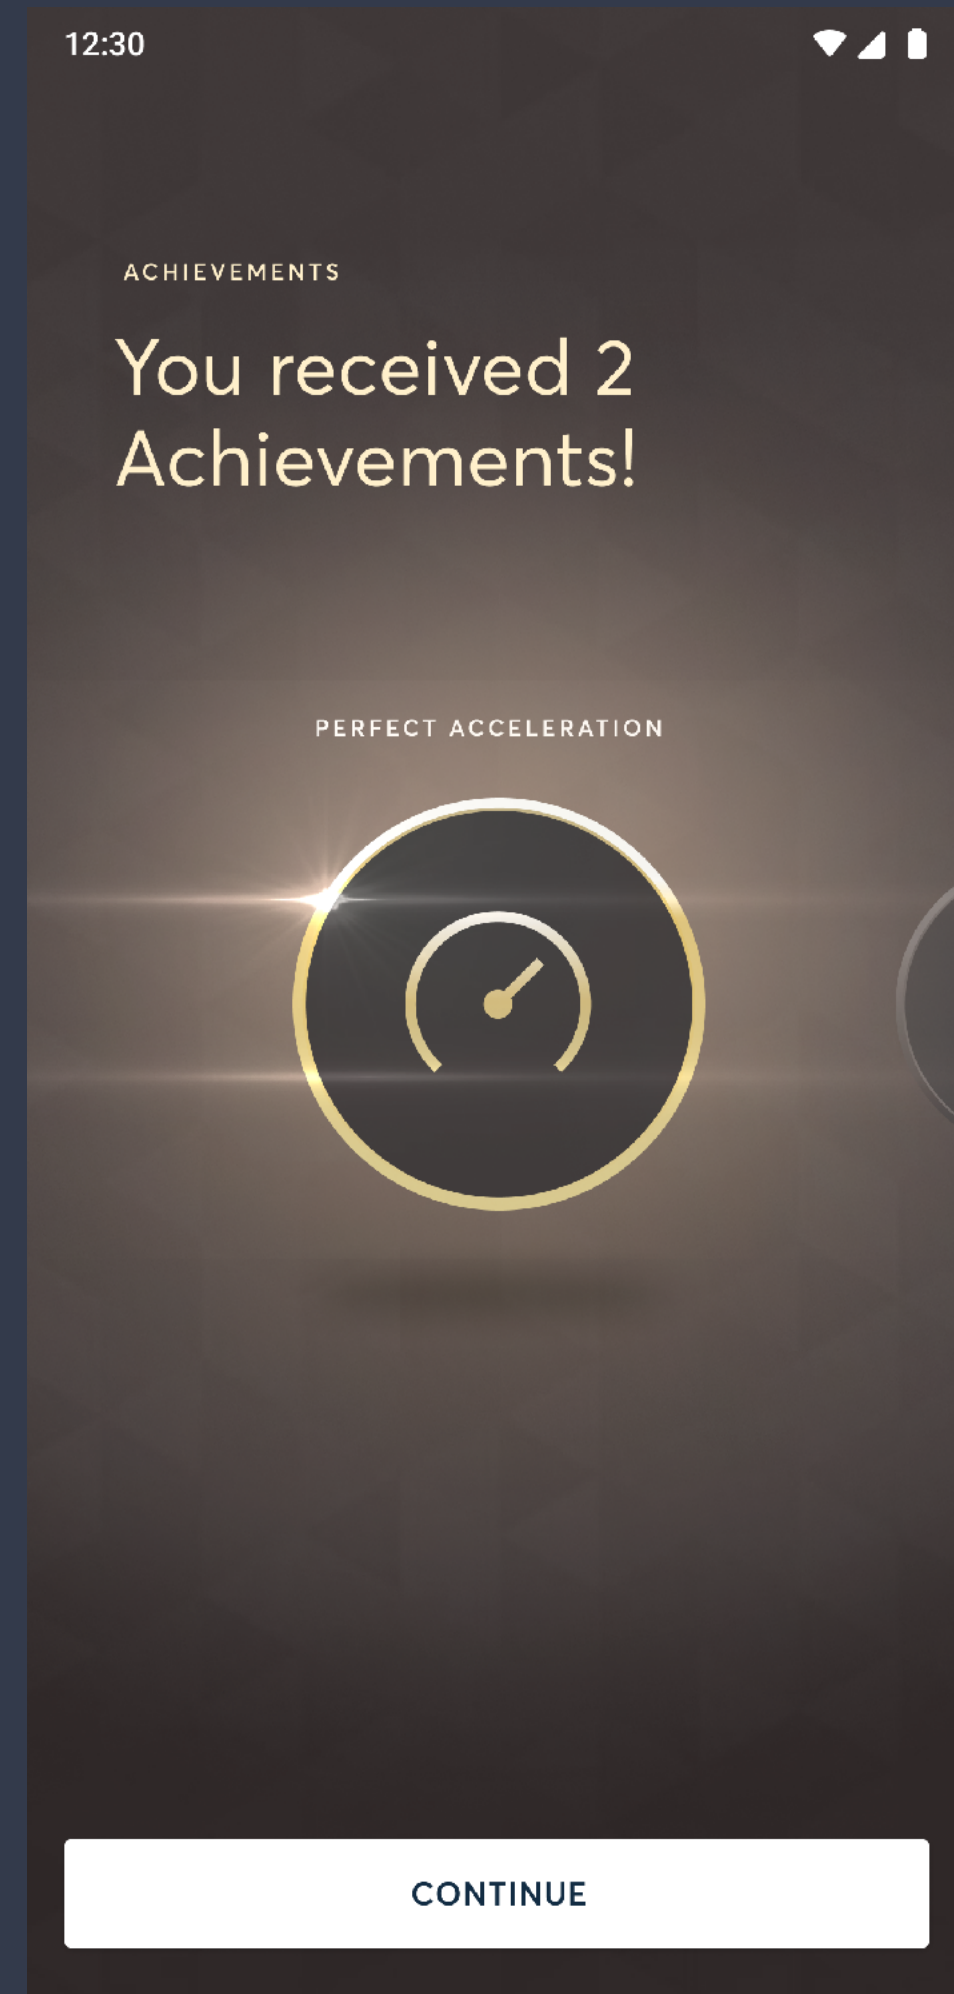 12:30
ACHIEVEMENTS
You received 2
Achievements!
PERFECT ACCELERATION
CONTINUE